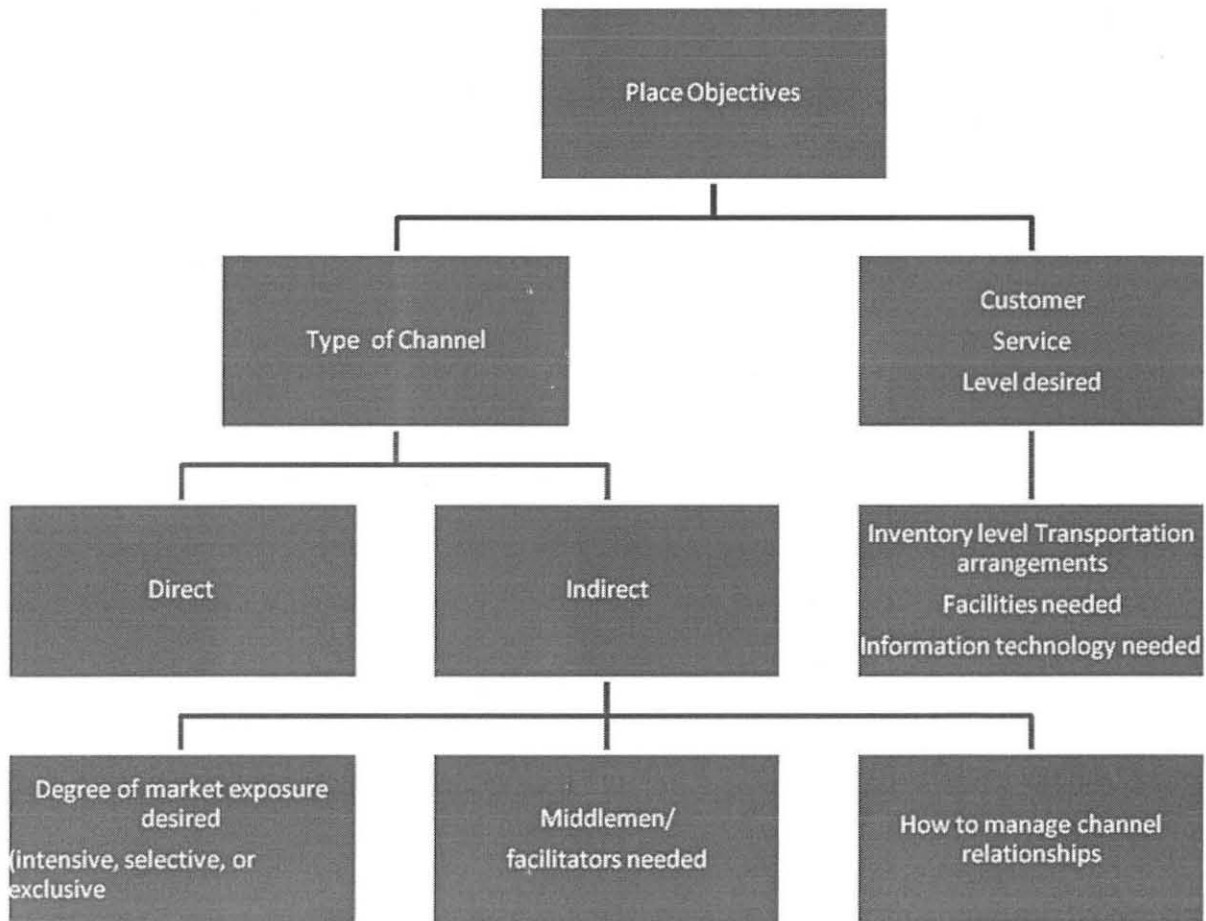 Place Objectives
Type of Channel
Customer
Service
Level desired
Direct
Indirect
Inventory level Transportation
arrangements
Facilities needed
Information technology needed
Degree of market exposure
desired
(intensive, selective, or
exclusive
Middlemen/
facilitators needed
How to manage channel
relationships